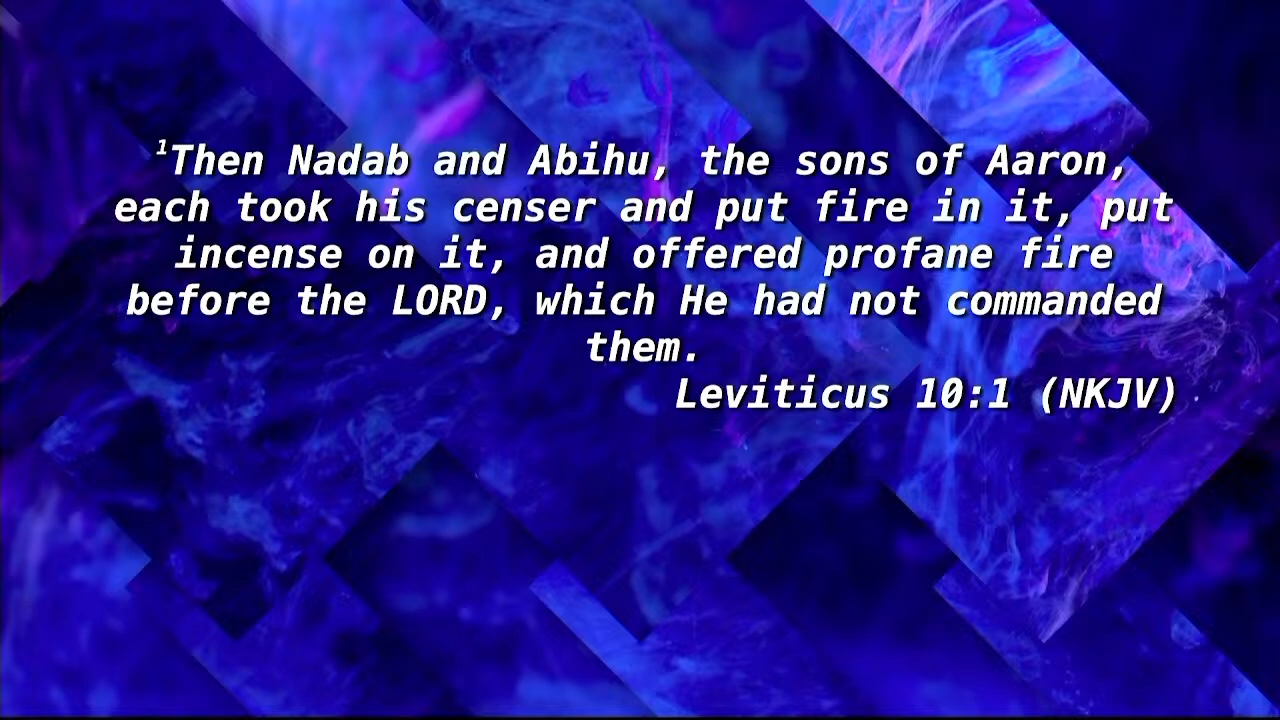 ¹Then Nadab and Abihu, the sons of Aaron,
each took his censer and put fire in it, put
incense on it, and offered profane fire
before the LORD, which He had not commanded
them.
Leviticus 10:1 (NKJV)